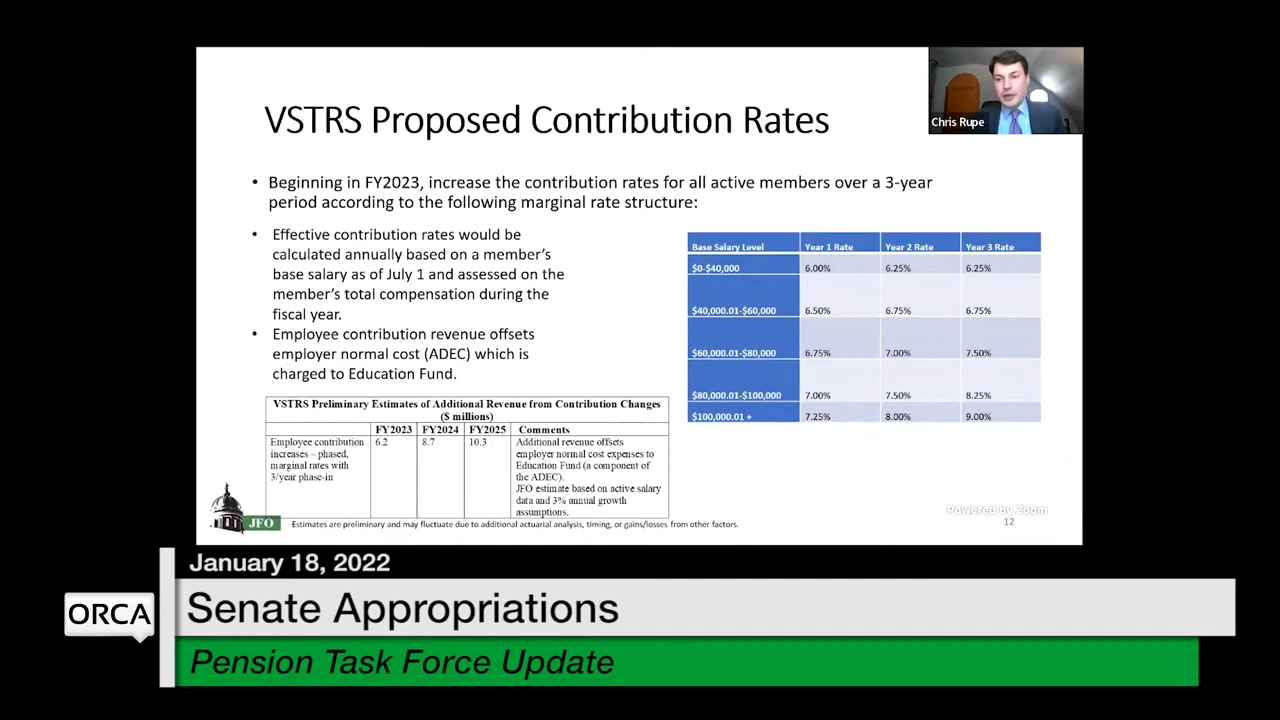 VSTRS Proposed Contribution Rates
Chris Rupe
• Beginning in FY2023, increase the contribution rates for all active members over a 3-year
period according to the following marginal rate structure:
• Effective contribution rates would be
calculated annually based on a member's
base salary as of July 1 and assessed on the
member's total compensation during the
fiscal year.
• Employee contribution revenue offsets
employer normal cost (ADEC) which is
charged to Education Fund.
Base Salary Level Year 1 Rate Year 2 Rate Year 3 Rate
$0-$40,000 6.00% 6.25% 6.25%
$40,000.01-$60,000 6.50% 6.75% 6.75%
$60,000.01-$80,000 6.75% 7.00% 7.50%
$80,000.01-$100,000 7.00% 7.50% 8.25%
$100,000.01 + 7.25% 8.00% 9.00%
VSTRS Preliminary Estimates of Additional Revenue from Contribution Changes
($ millions)
FY2023 FY2024 FY2025 Comments
Employee contribution 6.2 8.7 10.3 Additional revenue offsets
increases – phased, employer normal cost expenses to
marginal rates with Education Fund (a component of
3/year phase-in the ADEC).
JFO estimate based on active salary
data and 3% annual growth
assumptions.
JFO
Estimates are preliminary and may fluctuate due to additional actuarial analysis, timing, or gains/losses from other factors.
Powered by Zoom
12
January 18, 2022
ORCA
Senate Appropriations
Pension Task Force Update